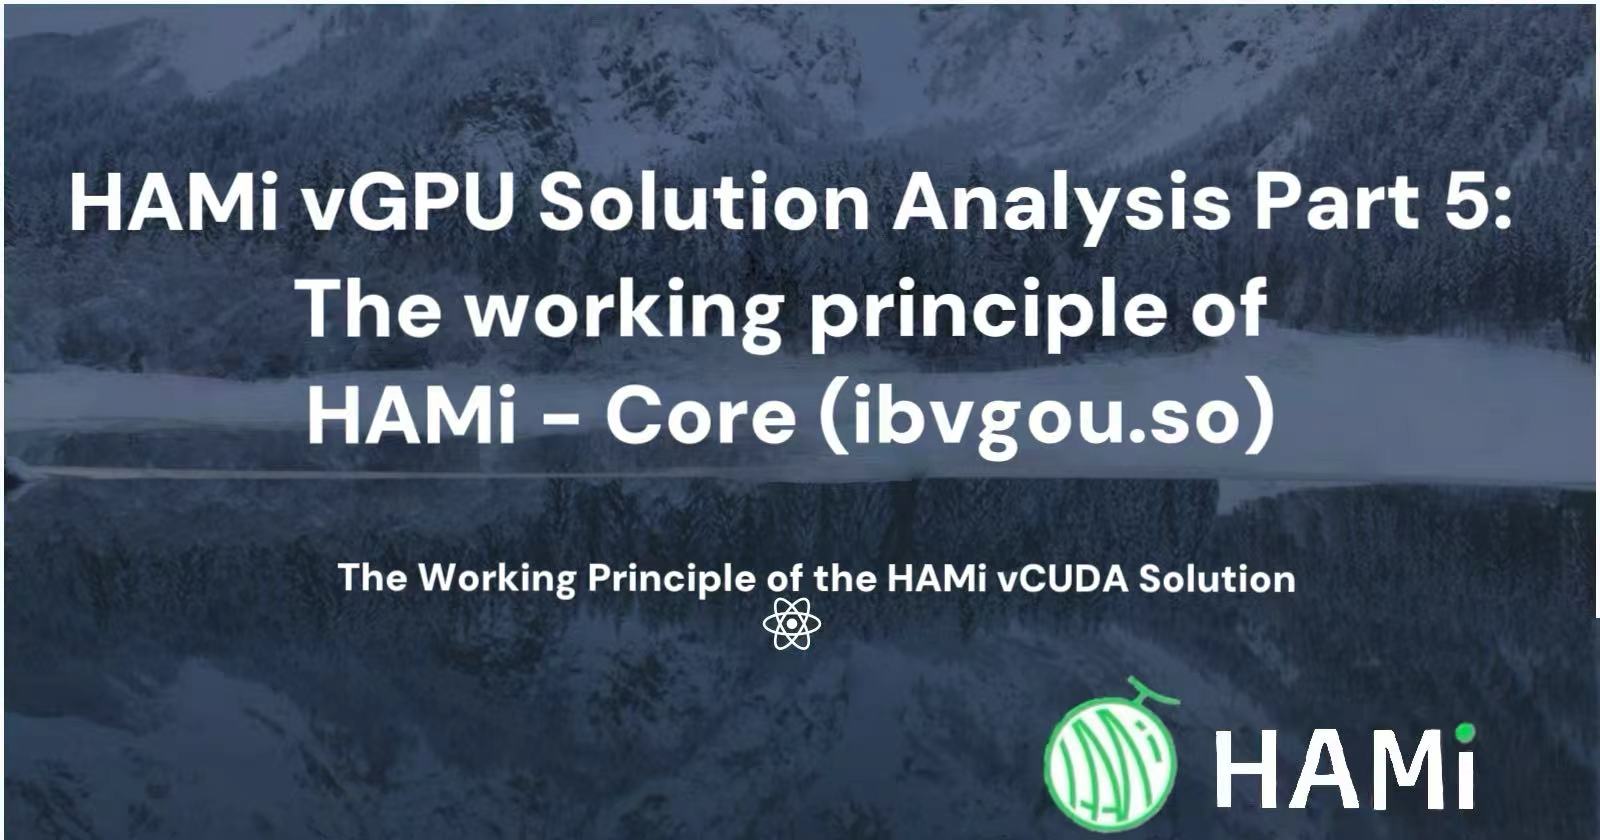 HAMi vGPU Solution Analysis Part 5:
The working principle of
HAMi - Core (ibvgou.so)
The Working Principle of the HAMi vCUDA Solution
HAMi